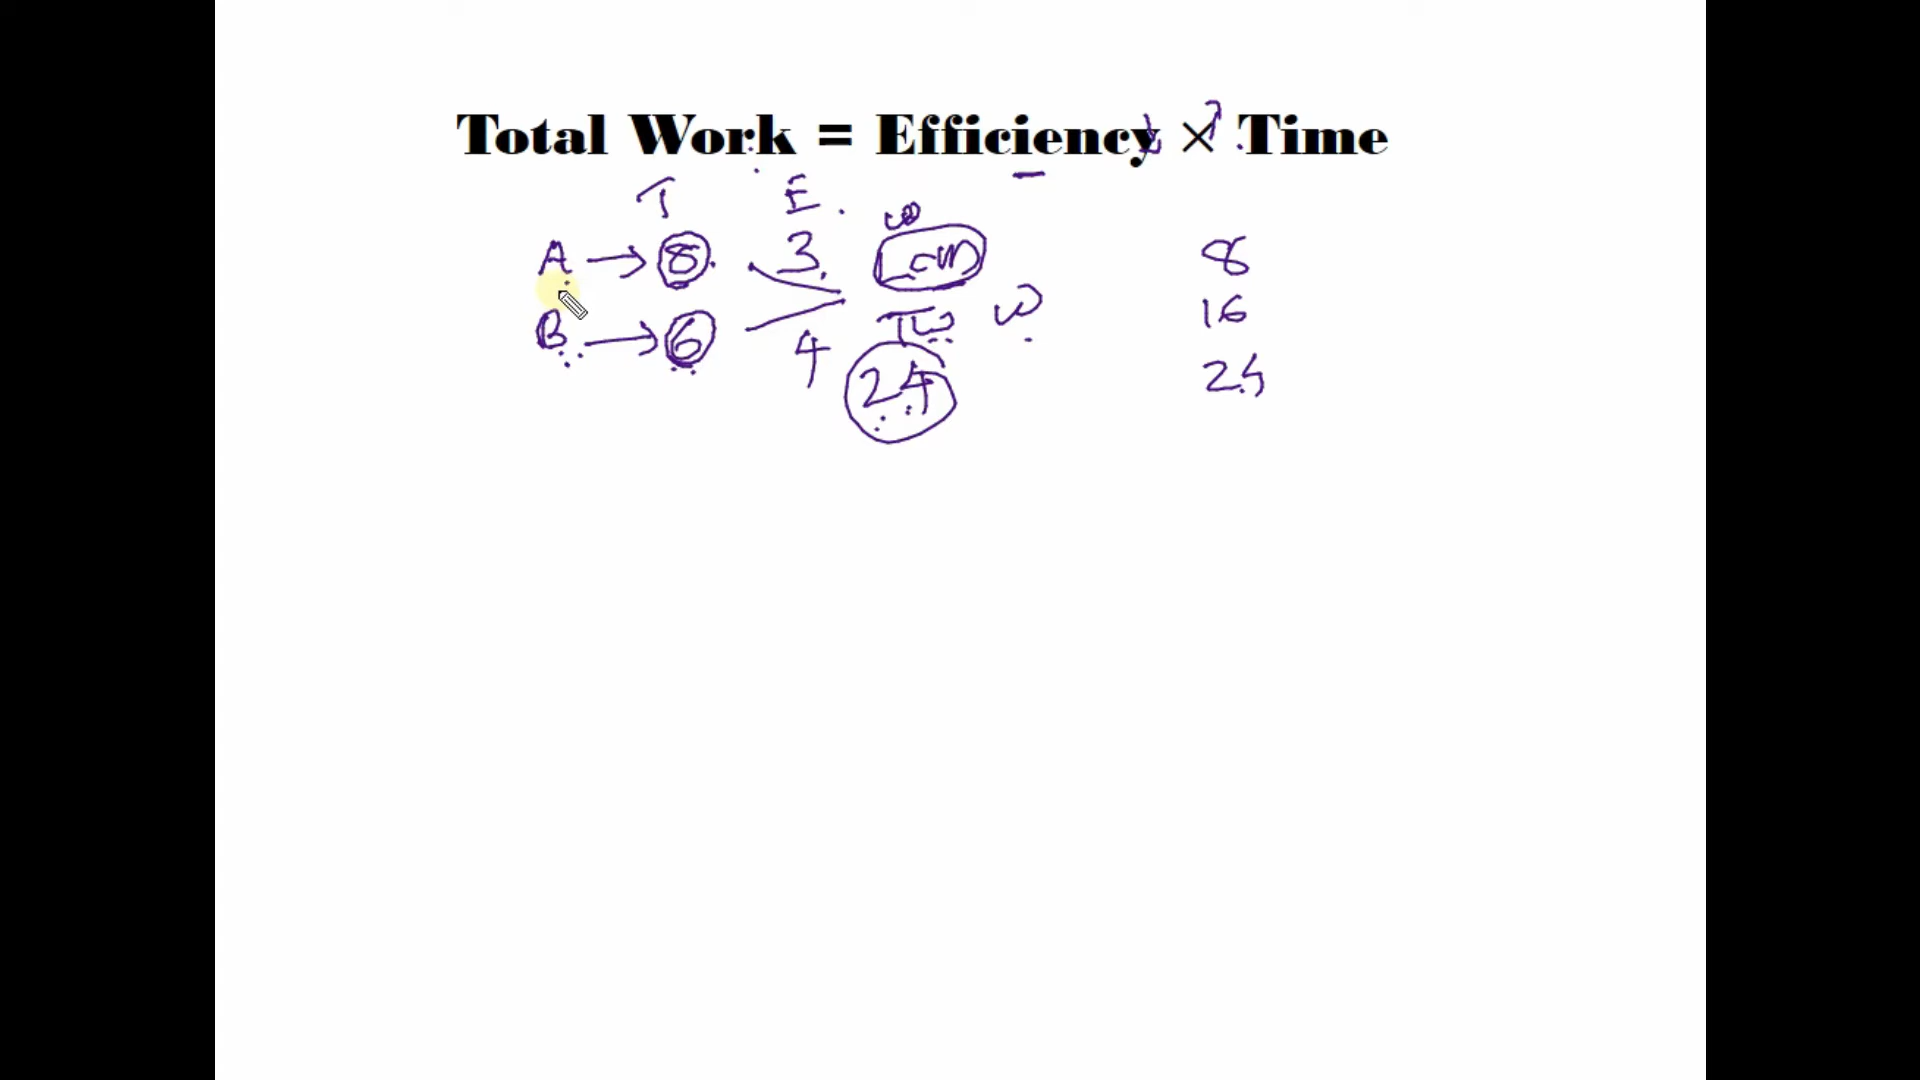 Total Work = Efficiency × Time
T E.
A → 8 3 LCM 8
B → 6 4 TW W 16
24 24